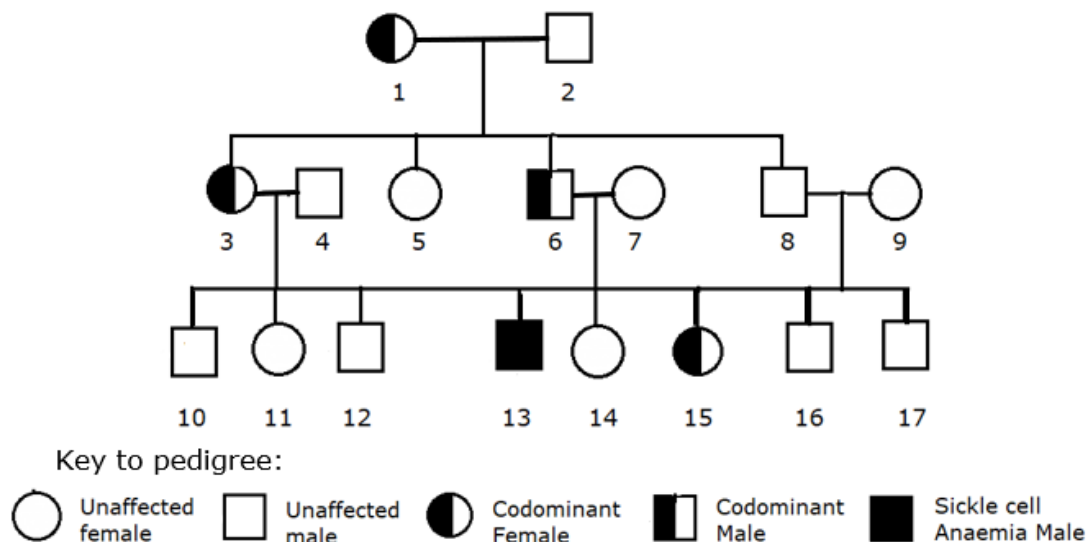 1 2
3 4 5 6 7 8 9
10 11 12 13 14 15 16 17
Key to pedigree:
Unaffected female
Unaffected male
Codominant Female
Codominant Male
Sickle cell Anaemia Male